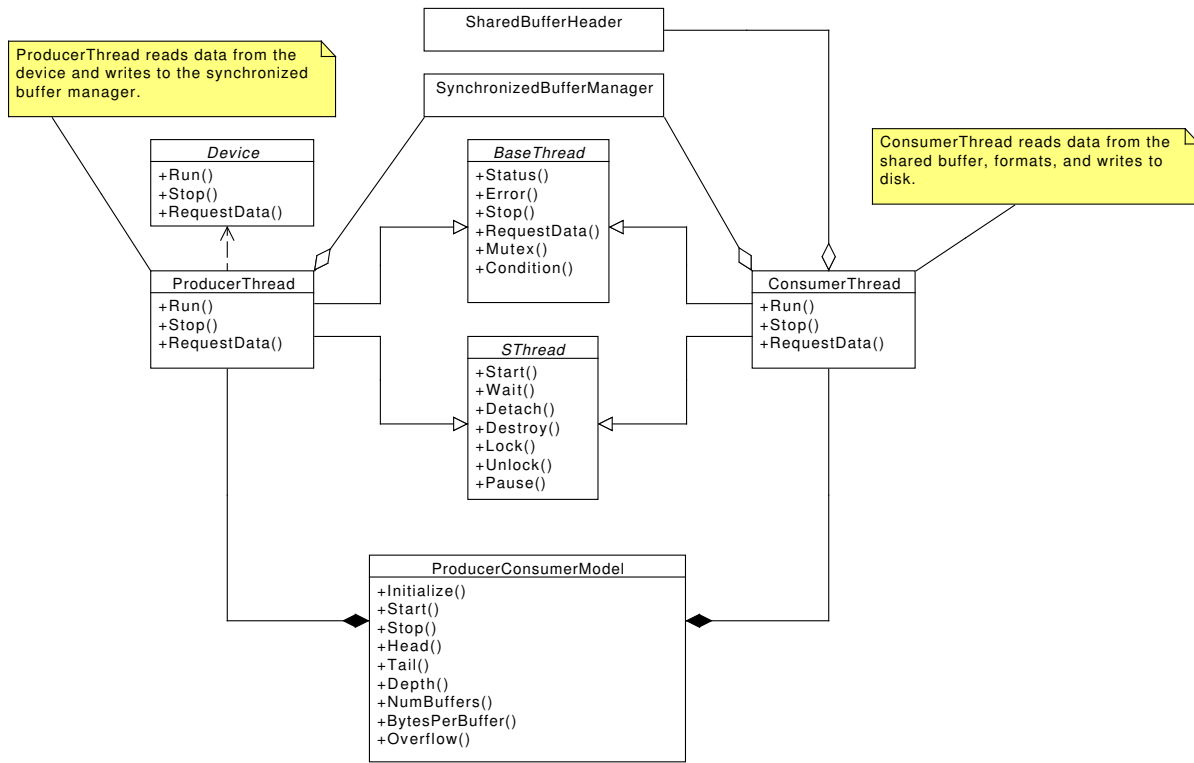 SharedBufferHeader
ProducerThread reads data from the
device and writes to the synchronized
buffer manager.
SynchronizedBufferManager
ConsumerThread reads data from the
shared buffer, formats, and writes to
disk.
Device
+Run()
+Stop()
+RequestData()
BaseThread
+Status()
+Error()
+Stop()
+RequestData()
+Mutex()
+Condition()
ProducerThread
+Run()
+Stop()
+RequestData()
ConsumerThread
+Run()
+Stop()
+RequestData()
SThread
+Start()
+Wait()
+Detach()
+Destroy()
+Lock()
+Unlock()
+Pause()
ProducerConsumerModel
+Initialize()
+Start()
+Stop()
+Head()
+Tail()
+Depth()
+NumBuffers()
+BytesPerBuffer()
+Overflow()